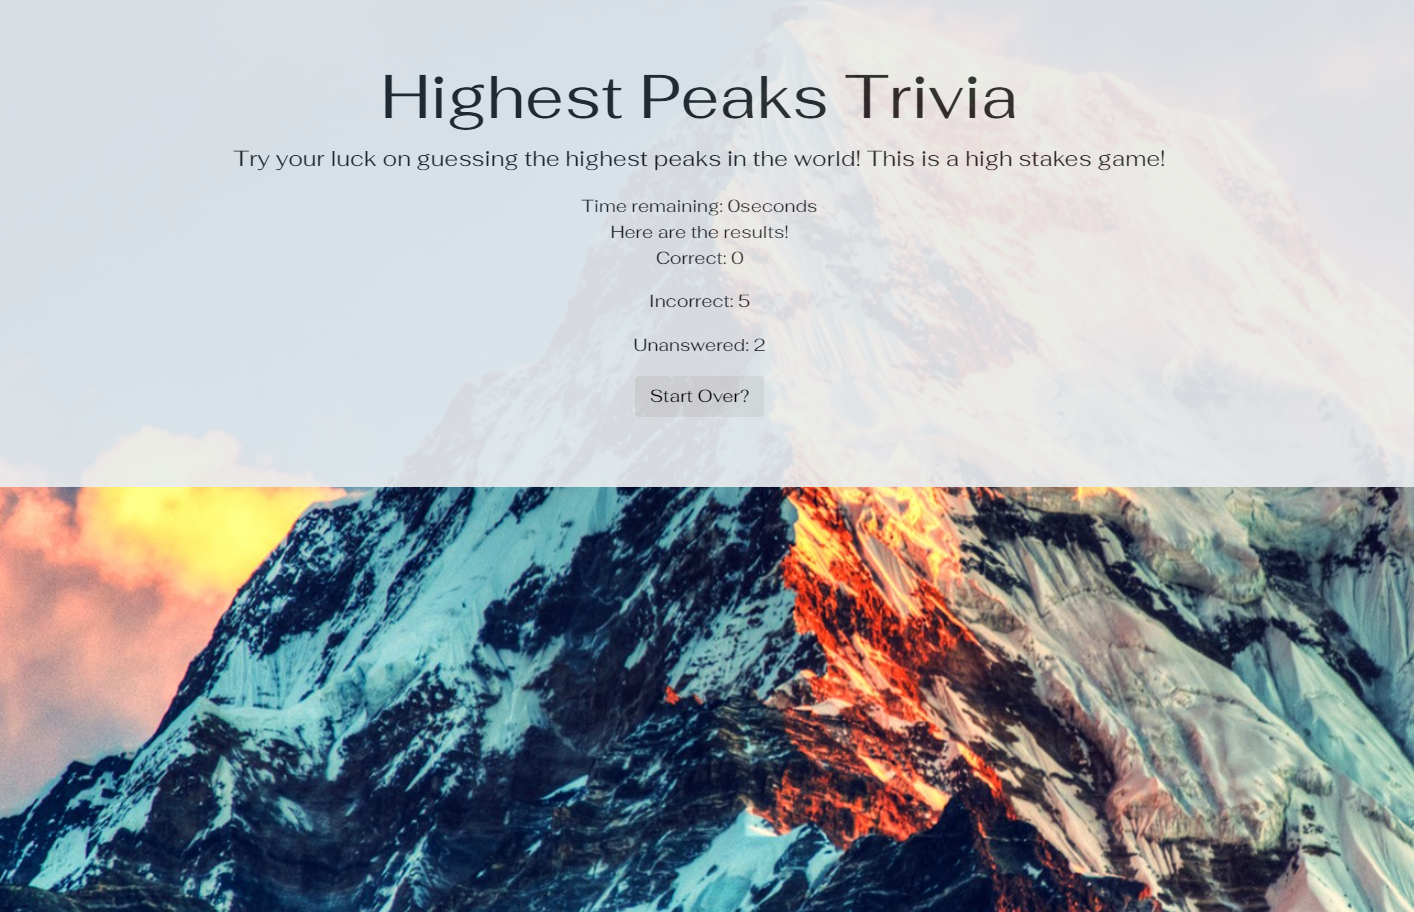 Highest Peaks Trivia
Try your luck on guessing the highest peaks in the world! This is a high stakes game!
Time remaining: 0seconds
Here are the results!
Correct: 0
Incorrect: 5
Unanswered: 2
Start Over?